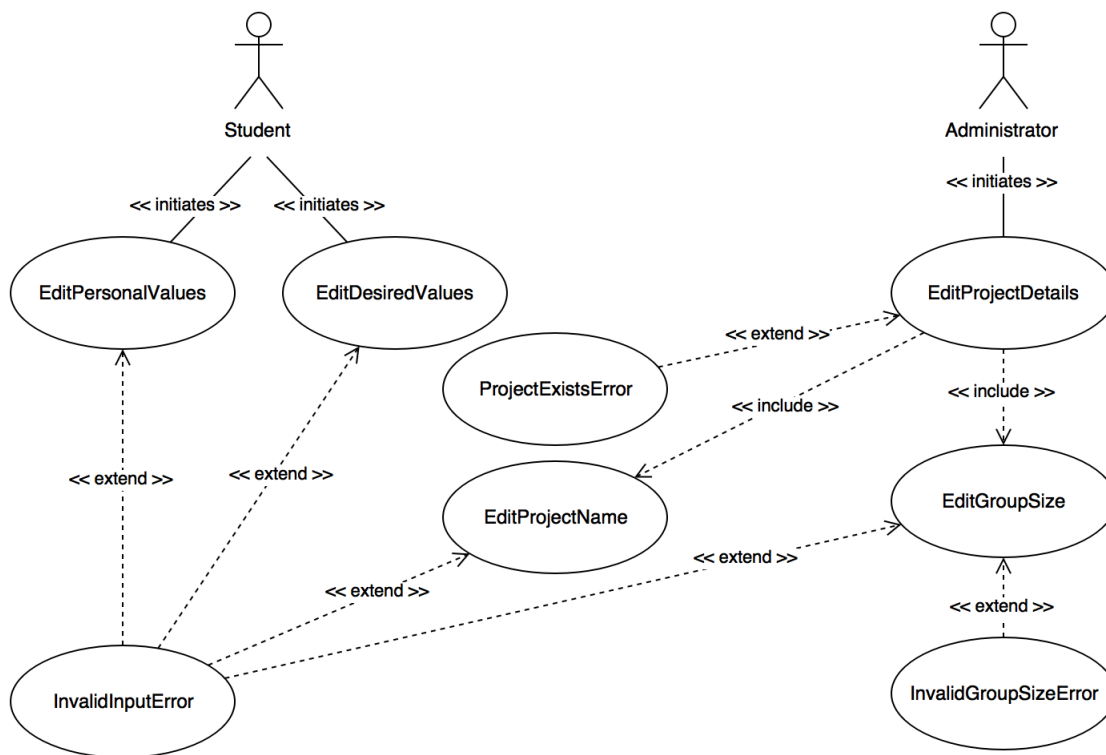 Student
Administrator
<< initiates >>
<< initiates >>
<< initiates >>
EditPersonalValues
EditDesiredValues
EditProjectDetails
<< extend >>
ProjectExistsError
<< include >>
<< include >>
<< extend >>
<< extend >>
EditProjectName
EditGroupSize
<< extend >>
<< extend >>
<< extend >>
InvalidInputError
InvalidGroupSizeError